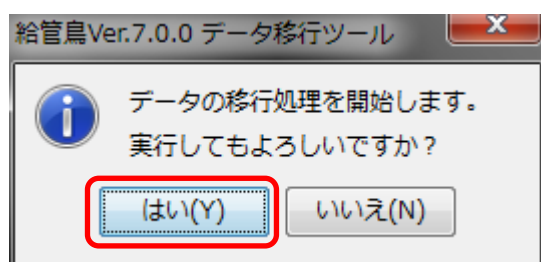 給管鳥Ver.7.0.0 データ移行ツール
データの移行処理を開始します。
実行してもよろしいですか？
はい(Y)
いいえ(N)